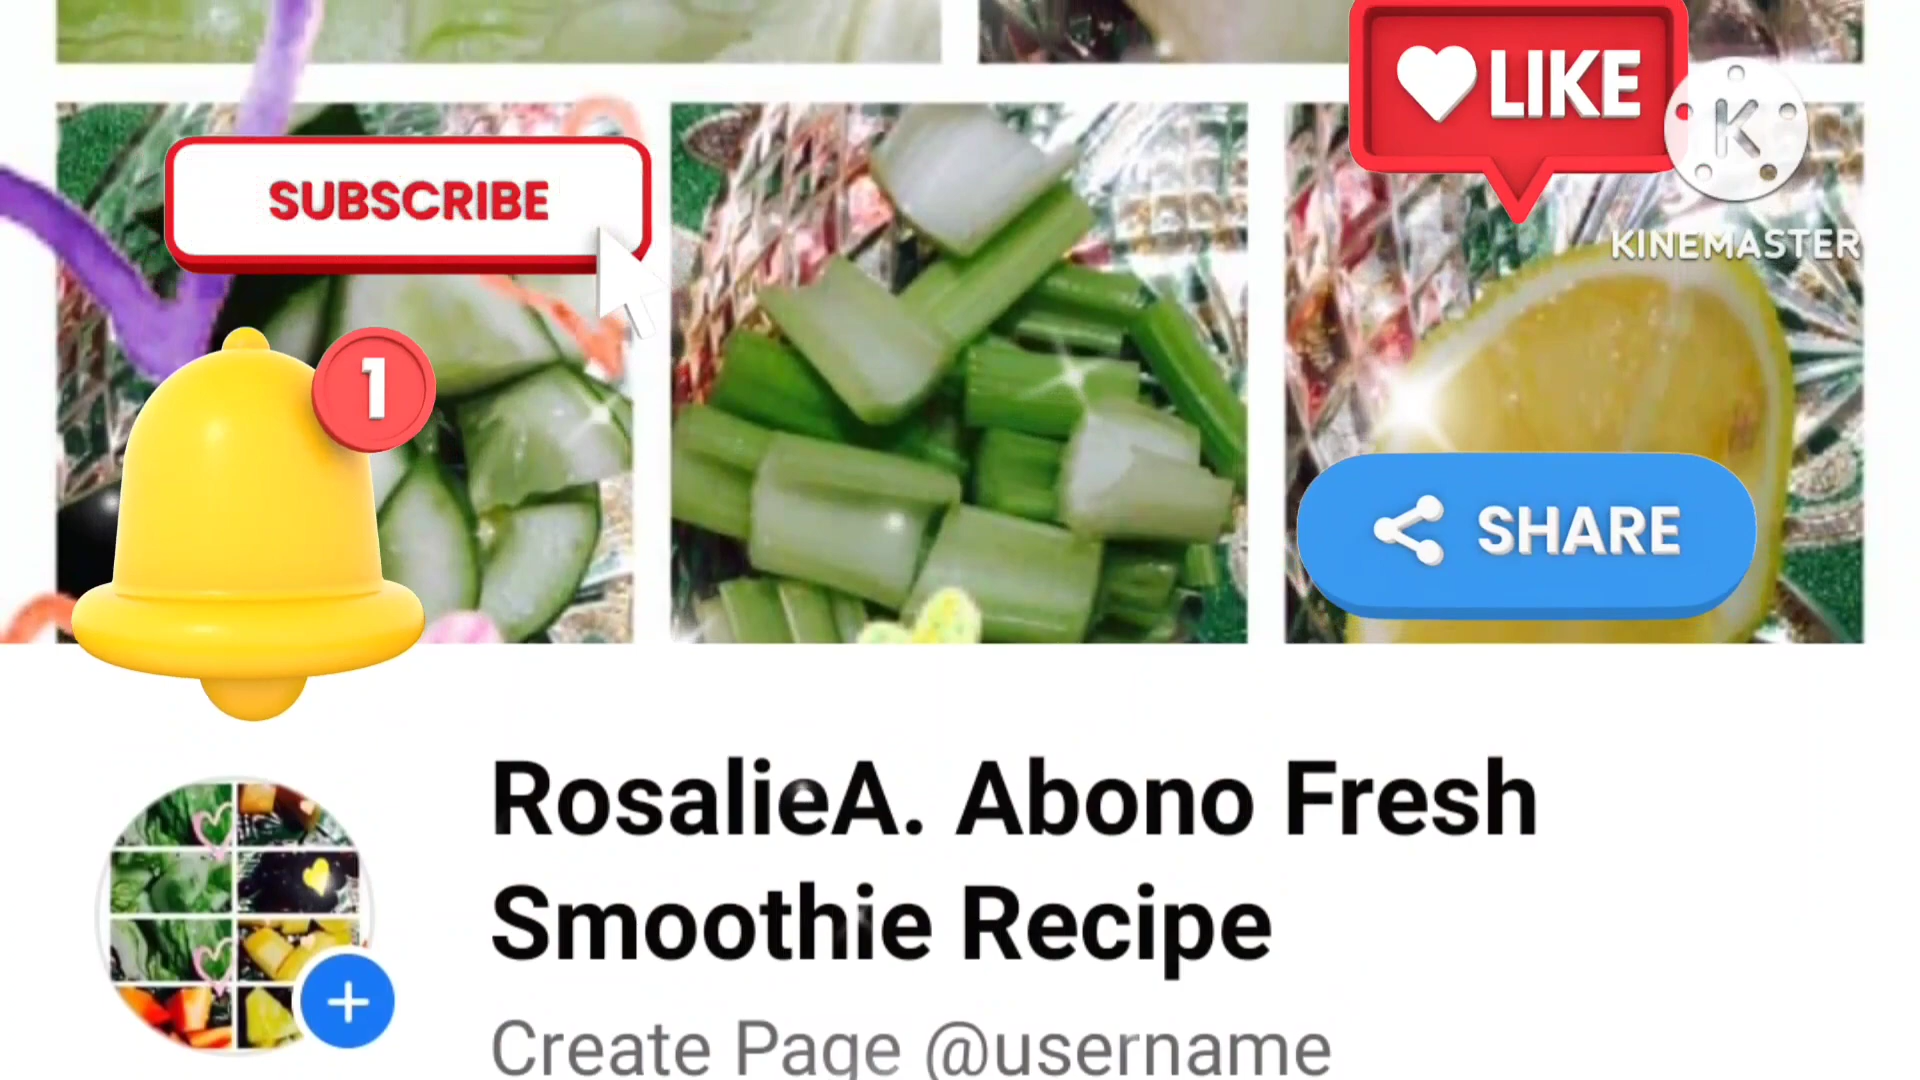 LIKE
K
SUBSCRIBE
KINEMASTER
1
SHARE
RosalieA. Abono Fresh
Smoothie Recipe
Create Page @username